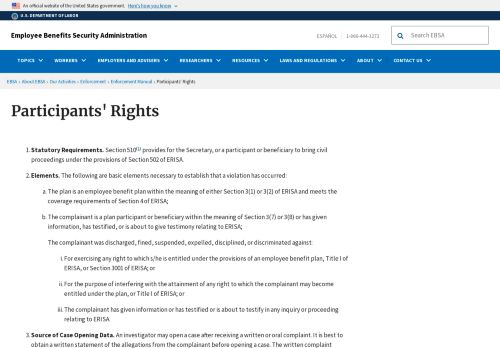 An official website of the United States government. Here's how you know
U.S. DEPARTMENT OF LABOR
Employee Benefits Security Administration
ESPAÑOL | 1-866-444-3272
Search EBSA
TOPICS WORKERS EMPLOYERS AND ADVISERS RESEARCHERS RESOURCES LAWS AND REGULATIONS ABOUT CONTACT US
EBSA › About EBSA › Our Activities › Enforcement › Enforcement Manual › Participants' Rights
Participants' Rights
1. Statutory Requirements. Section 510(1) provides for the Secretary, or a participant or beneficiary to bring civil
proceedings under the provisions of Section 502 of ERISA.
2. Elements. The following are basic elements necessary to establish that a violation has occurred:
a. The plan is an employee benefit plan within the meaning of either Section 3(1) or 3(2) of ERISA and meets the
coverage requirements of Section 4 of ERISA;
b. The complainant is a plan participant or beneficiary within the meaning of Section 3(7) or 3(8) or has given
information, has testified, or is about to give testimony relating to ERISA;
The complainant was discharged, fined, suspended, expelled, disciplined, or discriminated against:
i. For exercising any right to which s/he is entitled under the provisions of an employee benefit plan, Title I of
ERISA, or Section 3001 of ERISA; or
ii. For the purpose of interfering with the attainment of any right to which the complainant may become
entitled under the plan, or Title I of ERISA; or
iii. The complainant has given information or has testified or is about to testify in any inquiry or proceeding
relating to ERISA
3. Source of Case Opening Data. An investigator may open a case after receiving a written or oral complaint. It is best to
obtain a written statement of the allegations from the complainant before opening a case. The written complaint